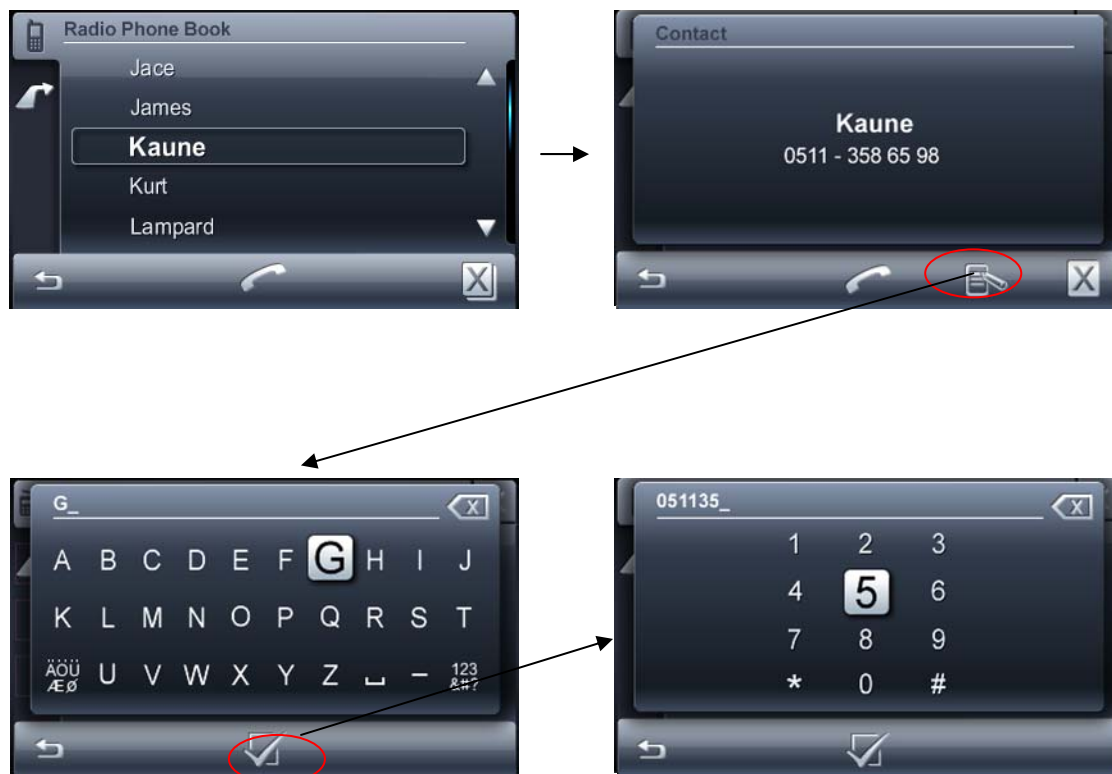 Radio Phone Book
Jace
James
Kaune
Kurt
Lampard
X
Contact
Kaune
0511 - 358 65 98
X
G_
X
A B C D E F G H I J
K L M N O P Q R S T
ÄÖÜ U V W X Y Z ⎵ – 123
ÆØ &#?
051135_
X
1 2 3
4 5 6
7 8 9
* 0 #